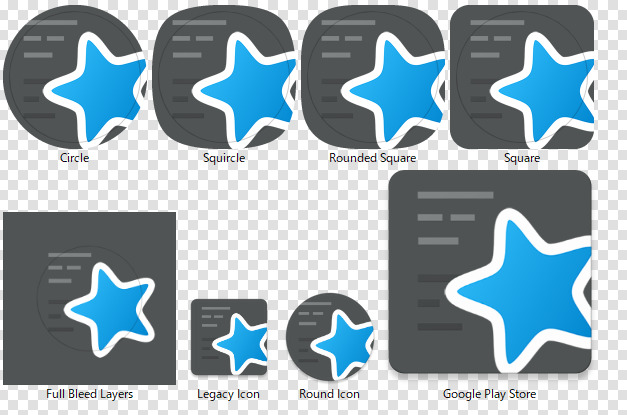 Circle
Squircle
Rounded Square
Square
Full Bleed Layers
Legacy Icon
Round Icon
Google Play Store